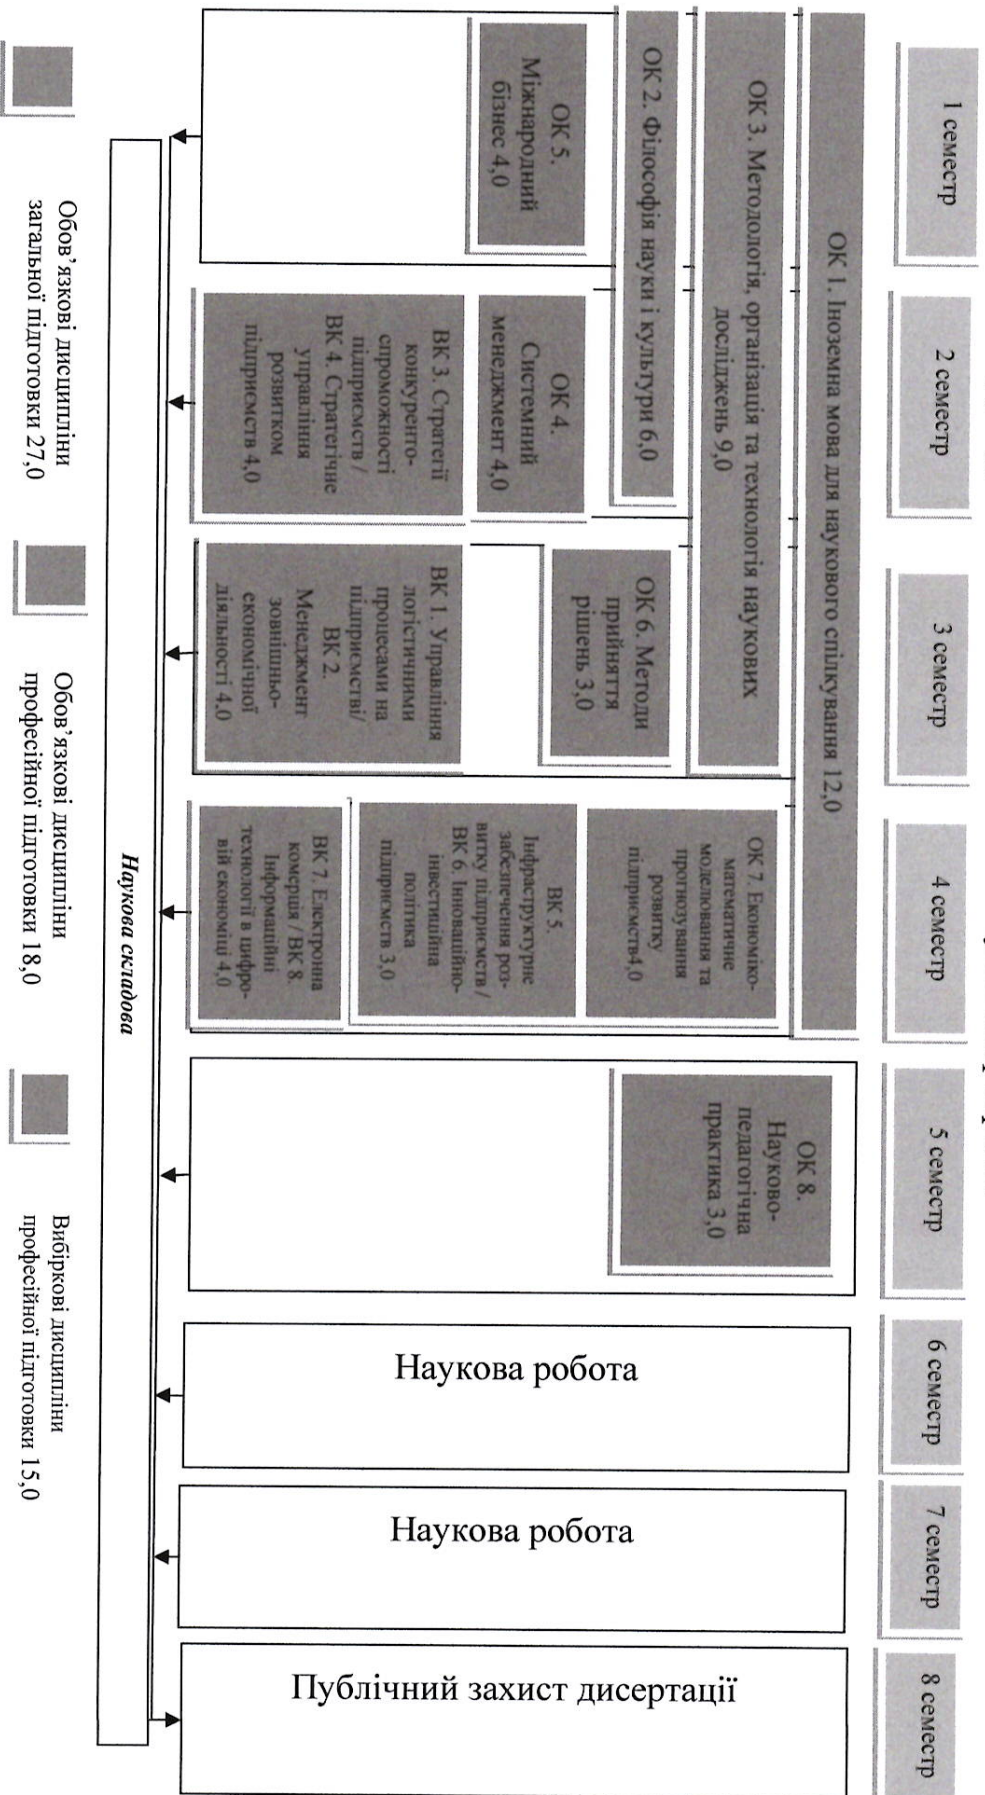 1 семестр
2 семестр
3 семестр
4 семестр
5 семестр
6 семестр
7 семестр
8 семестр
ОК 1. Іноземна мова для наукового спілкування 12,0
ОК 3. Методологія, організація та технологія наукових
досліджень 9,0
ОК 2. Філософія науки і культури 6,0
ОК 5.
Міжнародний
бізнес 4,0
ОК 4.
Системний
менеджмент 4,0
ВК 3. Стратегії
конкуренто-
спроможності
підприємств /
ВК 4. Стратегічне
управління
розвитком
підприємств 4,0
ОК 6. Методи
прийняття
рішень 3,0
ВК 1. Управління
логістичними
процесами на
підприємстві/
ВК 2.
Менеджмент
зовнішньо-
економічної
діяльності 4,0
ОК 7. Економіко-
математичне
моделювання та
прогнозування
розвитку
підприємств4,0
ВК 5.
Інфраструктурне
забезпечення роз-
витку підприємств /
ВК 6. Інноваційно-
інвестиційна
політика
підприємств 3,0
ВК 7. Електронна
комерція / ВК 8.
Інформаційні
технології в цифро-
вій економіці 4,0
ОК 8.
Науково-
педагогічна
практика 3,0
Наукова робота
Наукова робота
Публічний захист дисертації
Наукова складова
Обов’язкові дисципліни
загальної підготовки 27,0
Обов’язкові дисципліни
професійної підготовки 18,0
Вибіркові дисципліни
професійної підготовки 15,0